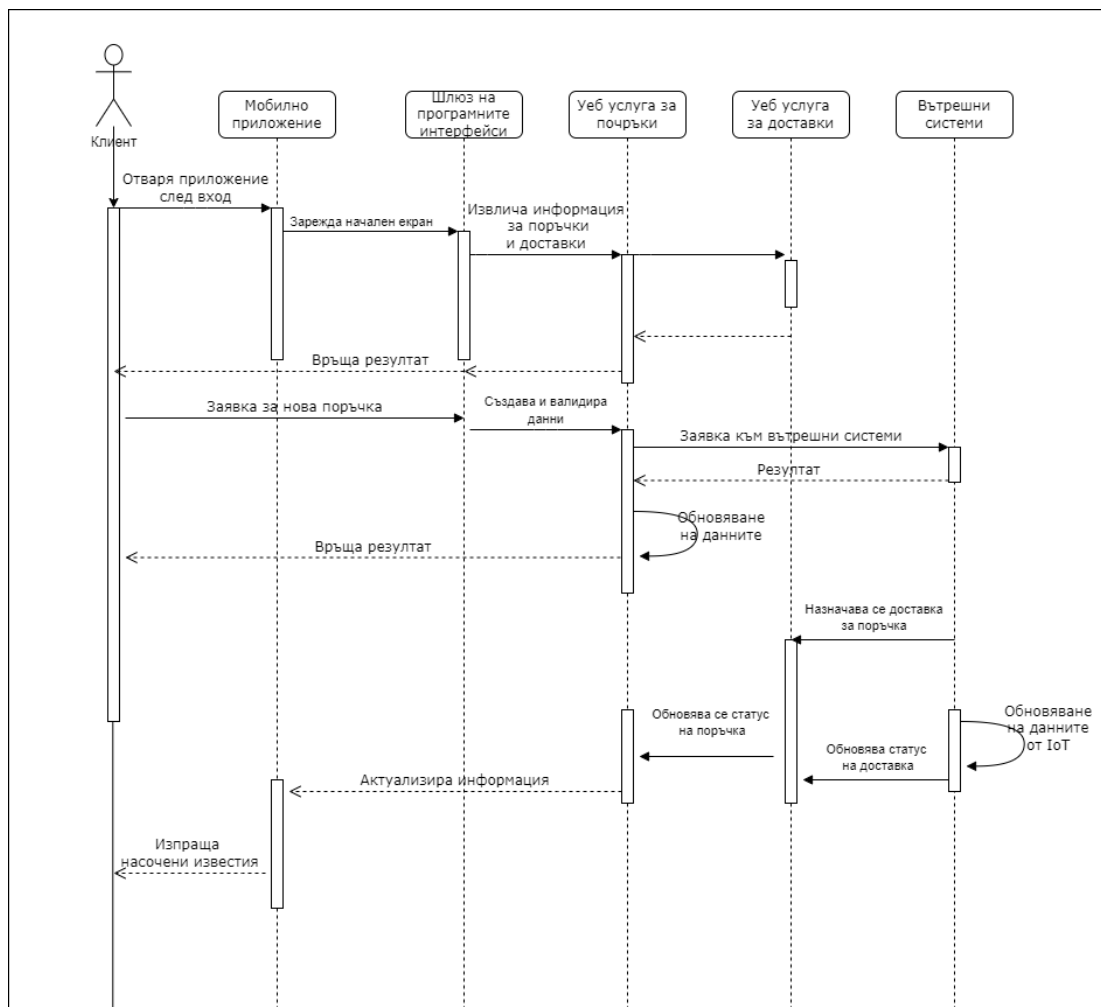 Клиент
Мобилно
приложение
Шлюз на
програмните
интерфейси
Уеб услуга за
почръки
Уеб услуга
за доставки
Вътрешни
системи
Отваря приложение
след вход
Зарежда начален екран
Извлича информация
за поръчки
и доставки
Връща резултат
Заявка за нова поръчка
Създава и валидира
данни
Заявка към вътрешни системи
Резултат
Обновяване
на данните
Връща резултат
Назначава се доставка
за поръчка
Обновяване
на данните
от IoT
Обновява се статус
на поръчка
Обновява статус
на доставка
Актуализира информация
Изпраща
насочени известия